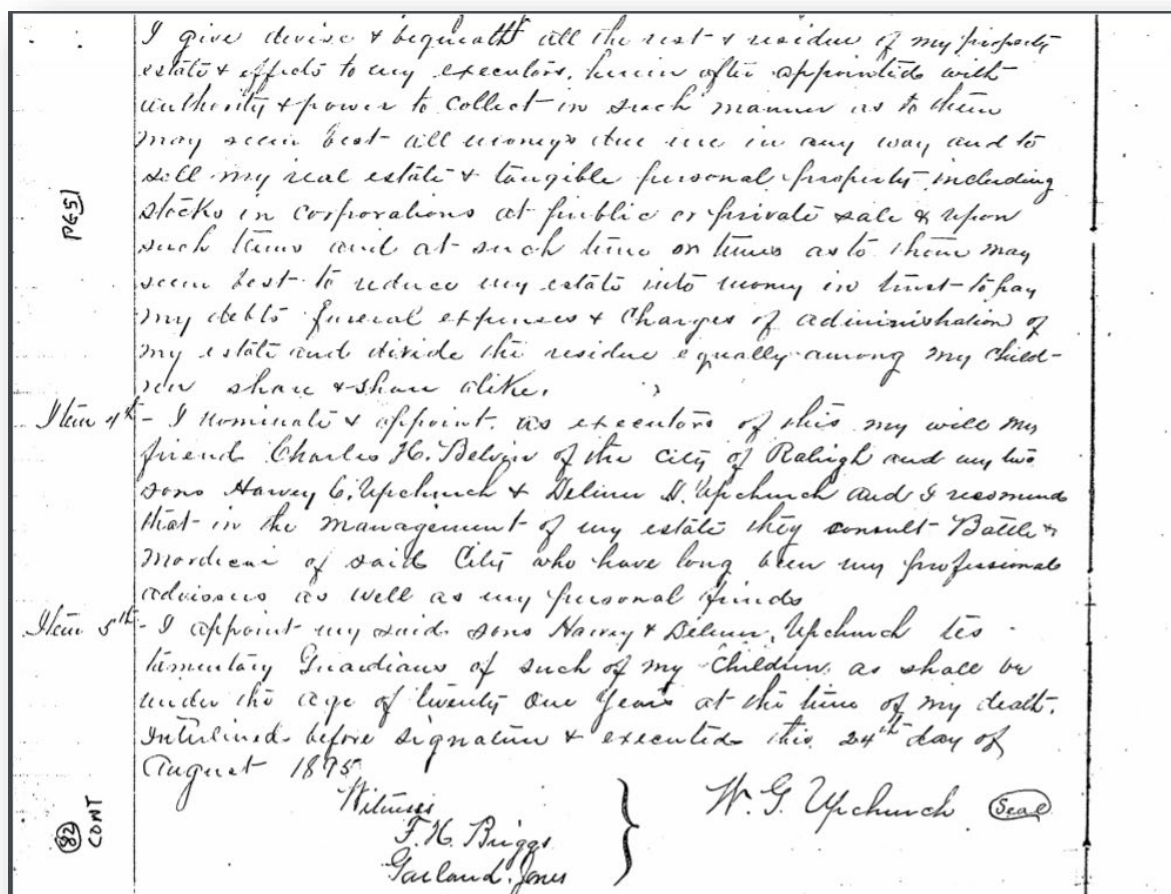 I give devise & bequeath all the rest & residue of my property
estate & effects to my executors, herein after appointed with
authority & power to collect in such manner as to them
may seem best all moneys due me in any way and to
sell my real estate & tangible personal property including
stocks in corporations at public or private sale & upon
such terms and at such time or times as to them may
seem best to reduce my estate into money in trust to pay
my debts funeral expenses & charges of administration of
my estate and divide the residue equally among my child-
ren share & share alike.
Item 4th - I nominate & appoint as executors of this my will my
friend Charles H. Belvin of the city of Raleigh and my two
sons Harvey C. Upchurch & Delmer D. Upchurch and I recommend
that in the management of my estate they consult Battle &
Mordecai of said City who have long been my professional
advisors as well as my personal friends
Item 5th - I appoint my said sons Harvey & Delmer, Upchurch tes-
tamentary Guardians of such of my Children as shall be
under the age of twenty One Years at the time of my death.
Interlined before signature & executed this 24th day of
August 1895
Witness
W. G. Upchurch Seal
F. H. Briggs
Garland Jones
PG5)
82
CONT